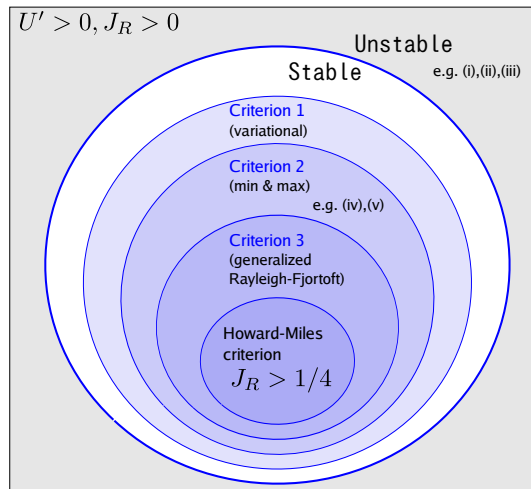 U′ > 0, J_R > 0
Unstable
Stable
e.g. (i),(ii),(iii)
Criterion 1
(variational)
Criterion 2
(min & max)
e.g. (iv),(v)
Criterion 3
(generalized
Rayleigh-Fjortoft)
Howard-Miles
criterion
J_R > 1/4